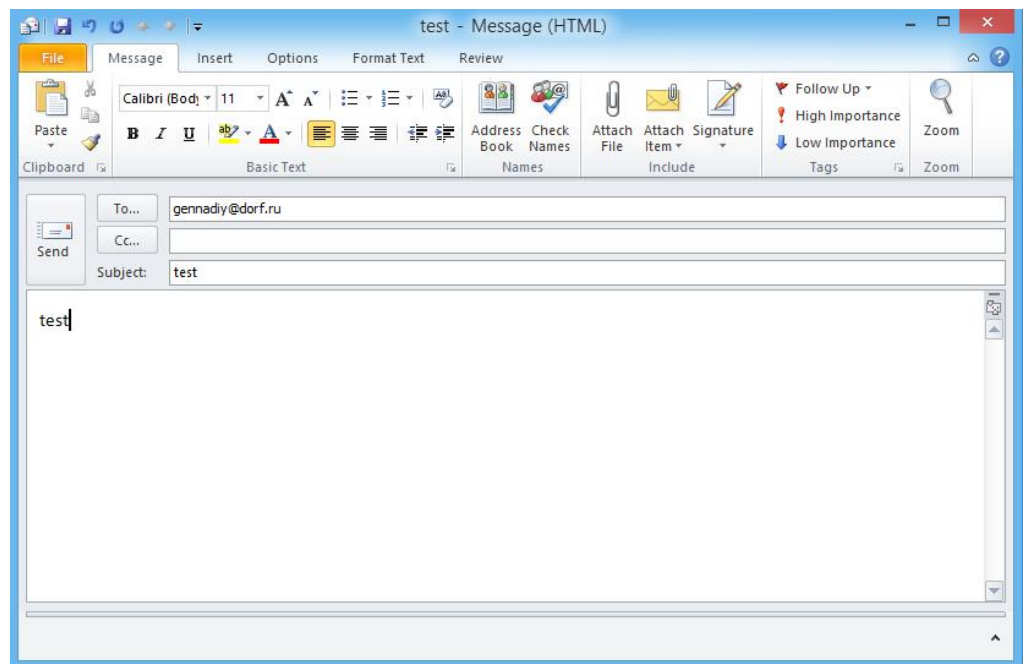 test - Message (HTML)
File Message Insert Options Format Text Review
Calibri (Body 11 A A Follow Up
High Importance
Paste B I U ab A Address Check Attach Attach Signature Low Importance Zoom
Book Names File Item
Clipboard Basic Text Names Include Tags Zoom
To... gennadiy@dorf.ru
Send Cc...
Subject: test
test